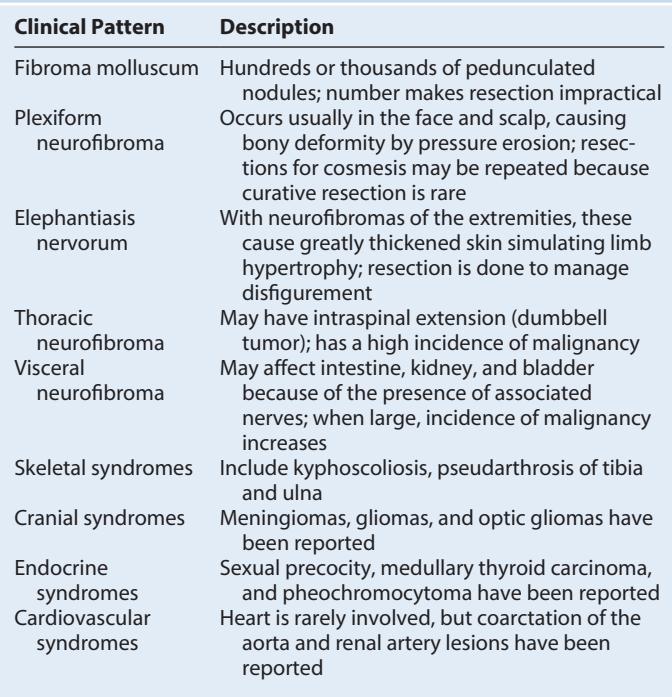 Clinical Pattern Description
Fibroma molluscum Hundreds or thousands of pedunculated
nodules; number makes resection impractical
Plexiform Occurs usually in the face and scalp, causing
neurofibroma bony deformity by pressure erosion; resec-
tions for cosmesis may be repeated because
curative resection is rare
Elephantiasis With neurofibromas of the extremities, these
nervorum cause greatly thickened skin simulating limb
hypertrophy; resection is done to manage
disfigurement
Thoracic May have intraspinal extension (dumbbell
neurofibroma tumor); has a high incidence of malignancy
Visceral May affect intestine, kidney, and bladder
neurofibroma because of the presence of associated
nerves; when large, incidence of malignancy
increases
Skeletal syndromes Include kyphoscoliosis, pseudarthrosis of tibia
and ulna
Cranial syndromes Meningiomas, gliomas, and optic gliomas have
been reported
Endocrine Sexual precocity, medullary thyroid carcinoma,
syndromes and pheochromocytoma have been reported
Cardiovascular Heart is rarely involved, but coarctation of the
syndromes aorta and renal artery lesions have been
reported